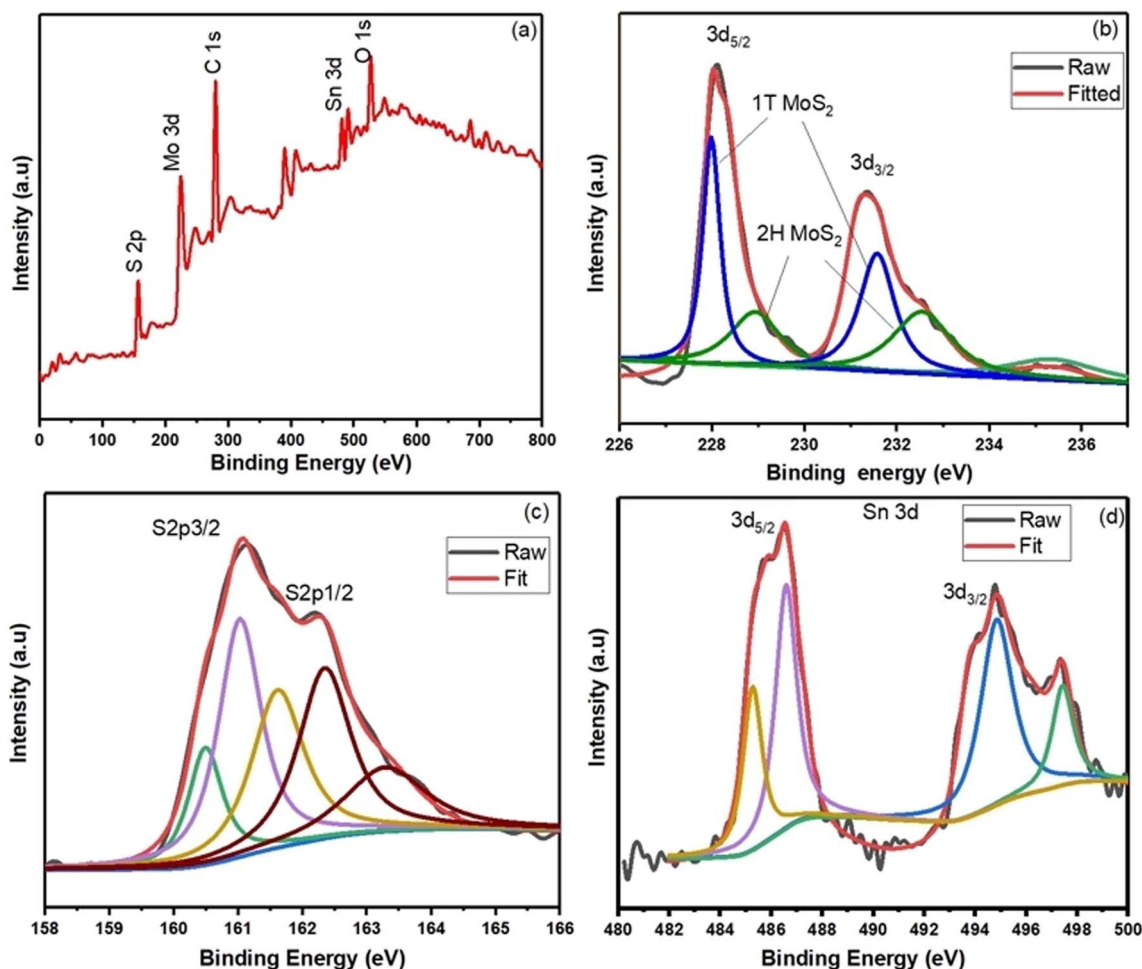 (a)
S 2p
Mo 3d
C 1s
Sn 3d
O 1s
Intensity (a.u)
0 100 200 300 400 500 600 700 800
Binding Energy (eV)
(b)
3d5/2
Raw
Fitted
1T MoS2
3d3/2
2H MoS2
Intensity (a.u)
226 228 230 232 234 236
Binding energy (eV)
(c)
S2p3/2
Raw
Fit
S2p1/2
Intensity (a.u)
158 159 160 161 162 163 164 165 166
Binding Energy (eV)
Sn 3d
(d)
3d5/2
Raw
Fit
3d3/2
Intensity (a.u)
480 482 484 486 488 490 492 494 496 498 500
Binding Energy (eV)